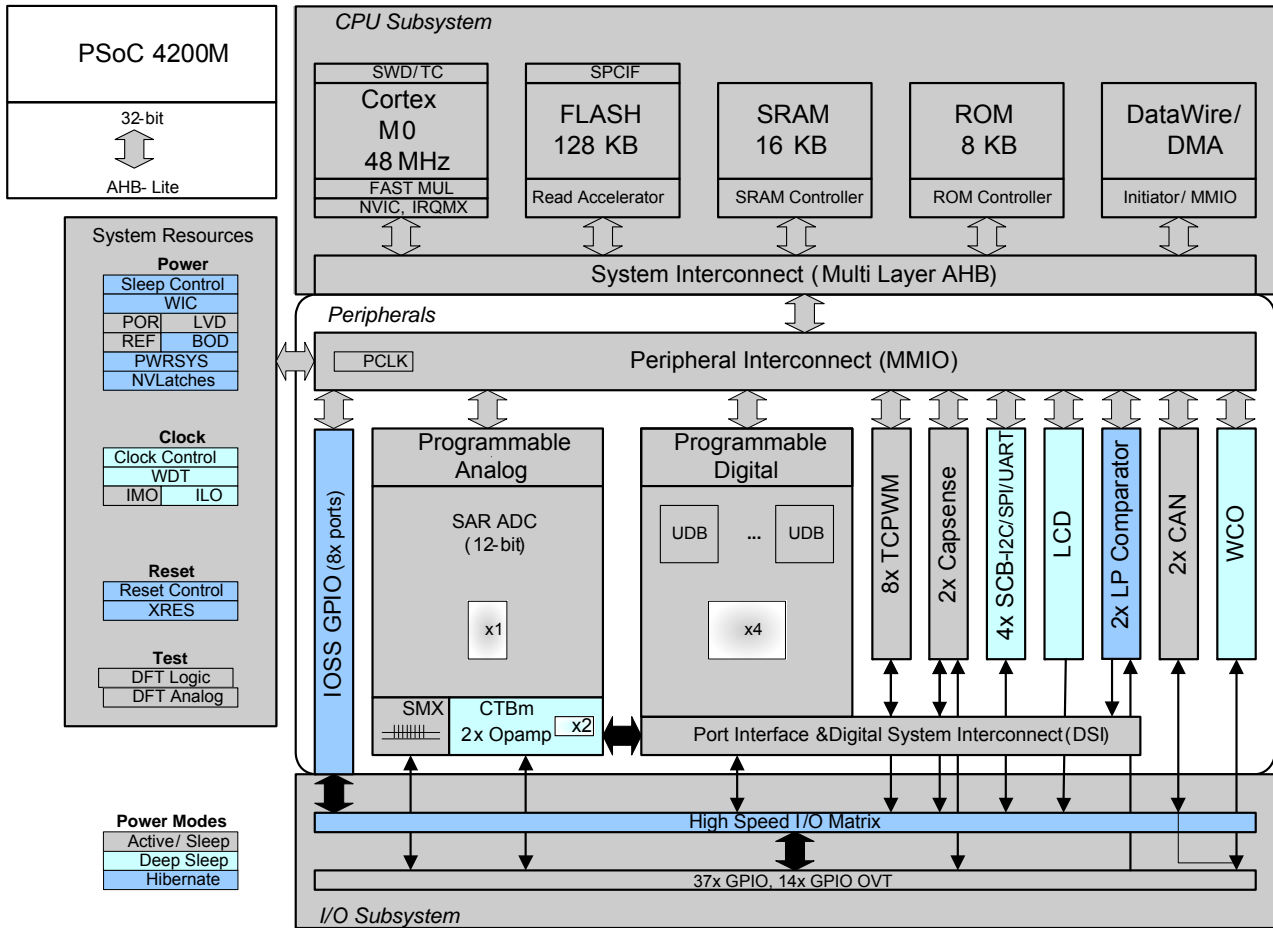 PSoC 4200M
32-bit
AHB- Lite
CPU Subsystem
SWD/TC
Cortex
M0
48 MHz
FAST MUL
NVIC, IRQMX
SPCIF
FLASH
128 KB
Read Accelerator
SRAM
16 KB
SRAM Controller
ROM
8 KB
ROM Controller
DataWire/
DMA
Initiator/ MMIO
System Interconnect (Multi Layer AHB)
System Resources
Power
Sleep Control
WIC
POR LVD
REF BOD
PWRSYS
NVLatches
Clock
Clock Control
WDT
IMO ILO
Reset
Reset Control
XRES
Test
DFT Logic
DFT Analog
Peripherals
PCLK
Peripheral Interconnect (MMIO)
IOSS GPIO (8x ports)
Programmable
Analog
SAR ADC
(12-bit)
x1
SMX
CTBm
2x Opamp
x2
Programmable
Digital
UDB ... UDB
x4
8x TCPWM
2x Capsense
4x SCB-I2C/SPI/UART
LCD
2x LP Comparator
2x CAN
WCO
Port Interface &Digital System Interconnect (DSI)
High Speed I/O Matrix
37x GPIO, 14x GPIO OVT
I/O Subsystem
Power Modes
Active/ Sleep
Deep Sleep
Hibernate